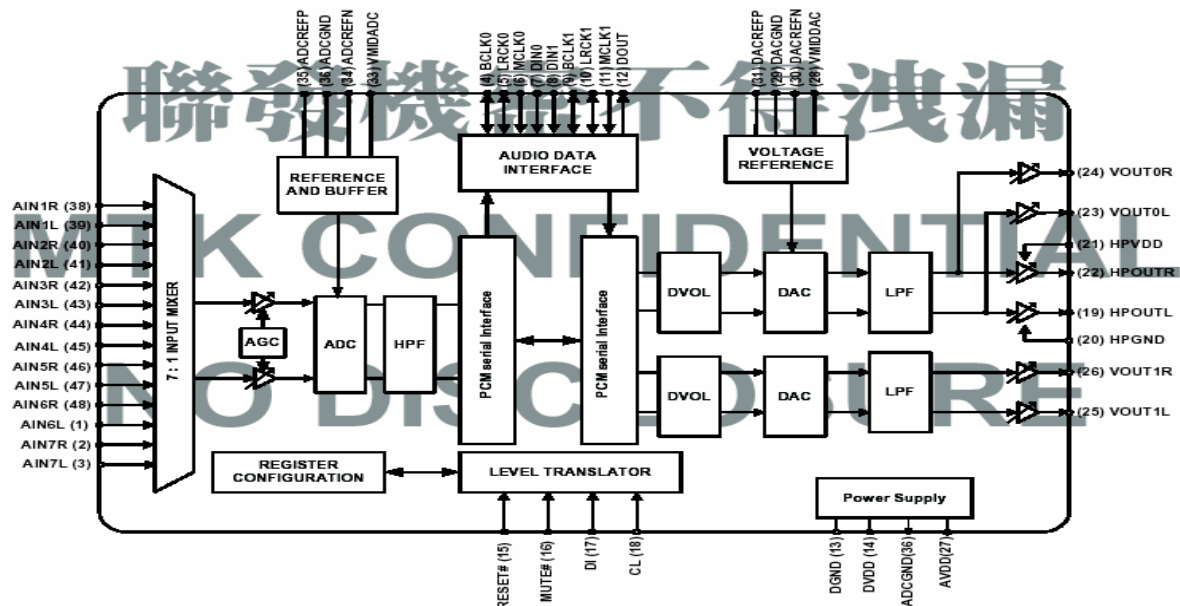 (35) ADCREFP
(36) ADCGND
(34) ADCREFN
(33) VMIDADC
(4) BCLK0
(5) LRCK0
(6) MCLK0
(7) DIN0
(8) DIN1
(9) BCLK1
(10) LRCK1
(11) MCLK1
(12) DOUT
(31) DACREFP
(29) DACGND
(30) DACREFN
(28) VMIDDAC
聯發機密不得洩漏
MTK CONFIDENTIAL
NO DISCLOSURE
REFERENCE
AND BUFFER
AUDIO DATA
INTERFACE
VOLTAGE
REFERENCE
AIN1R (38)
AIN1L (39)
AIN2R (40)
AIN2L (41)
AIN3R (42)
AIN3L (43)
AIN4R (44)
AIN4L (45)
AIN5R (46)
AIN5L (47)
AIN6R (48)
AIN6L (1)
AIN7R (2)
AIN7L (3)
7 : 1 INPUT MIXER
AGC
ADC
HPF
PCM serial Interface
PCM serial Interface
DVOL
DAC
LPF
DVOL
DAC
LPF
(24) VOUT0R
(23) VOUT0L
(21) HPVDD
(22) HPOUTR
(19) HPOUTL
(20) HPGND
(26) VOUT1R
(25) VOUT1L
REGISTER
CONFIGURATION
LEVEL TRANSLATOR
Power Supply
RESET# (15)
MUTE# (16)
DI (17)
CL (18)
DGND (13)
DVDD (14)
ADCGND(36)
AVDD(27)